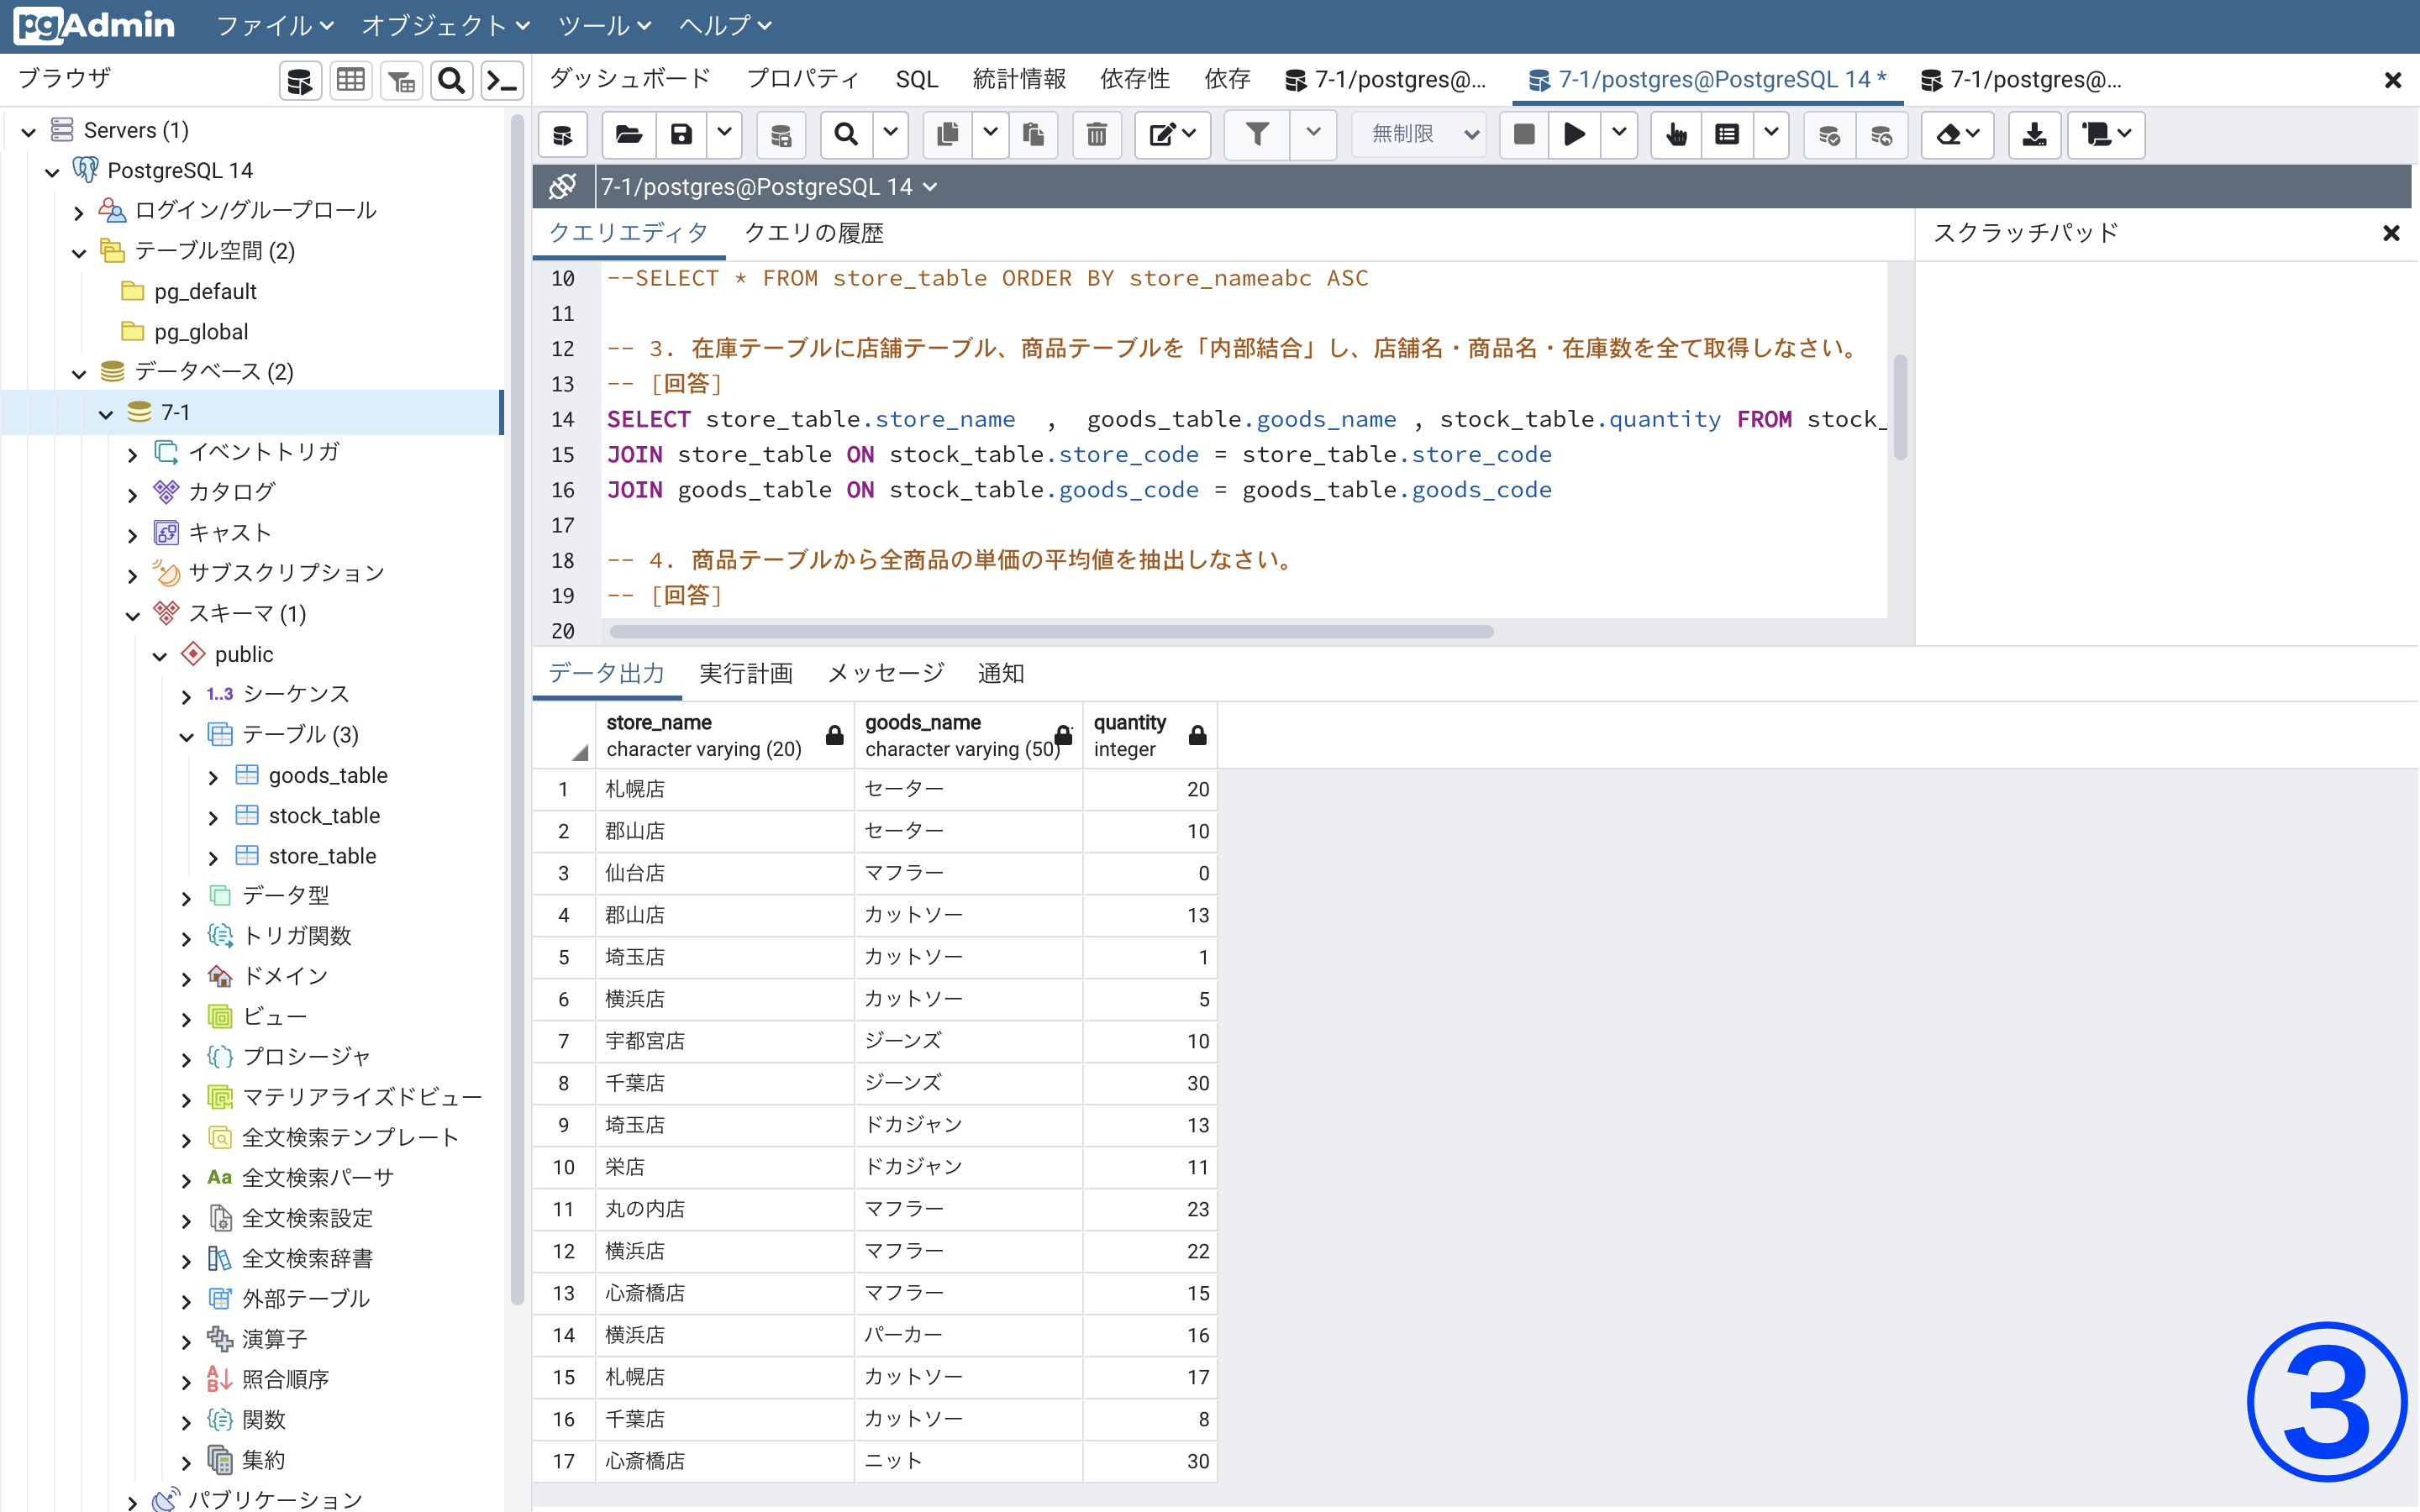 pgAdmin ファイル オブジェクト ツール ヘルプ
ブラウザ
ダッシュボード プロパティ SQL 統計情報 依存性 依存 7-1/postgres@... 7-1/postgres@PostgreSQL 14 * 7-1/postgres@...
無制限
7-1/postgres@PostgreSQL 14
クエリエディタ クエリの履歴
スクラッチパッド
Servers (1)
PostgreSQL 14
ログイン/グループロール
テーブル空間 (2)
pg_default
pg_global
データベース (2)
7-1
イベントトリガ
カタログ
キャスト
サブスクリプション
スキーマ (1)
public
1..3 シーケンス
テーブル (3)
goods_table
stock_table
store_table
データ型
トリガ関数
ドメイン
ビュー
プロシージャ
マテリアライズドビュー
全文検索テンプレート
Aa 全文検索パーサ
全文検索設定
全文検索辞書
外部テーブル
演算子
照合順序
関数
集約
パブリケーション
10 --SELECT * FROM store_table ORDER BY store_nameabc ASC
11
12 -- 3. 在庫テーブルに店舗テーブル、商品テーブルを「内部結合」し、店舗名・商品名・在庫数を全て取得しなさい。
13 -- [回答]
14 SELECT store_table.store_name , goods_table.goods_name , stock_table.quantity FROM stock_
15 JOIN store_table ON stock_table.store_code = store_table.store_code
16 JOIN goods_table ON stock_table.goods_code = goods_table.goods_code
17
18 -- 4. 商品テーブルから全商品の単価の平均値を抽出しなさい。
19 -- [回答]
20
データ出力 実行計画 メッセージ 通知
store_name goods_name quantity
character varying (20) character varying (50) integer
1 札幌店 セーター 20
2 郡山店 セーター 10
3 仙台店 マフラー 0
4 郡山店 カットソー 13
5 埼玉店 カットソー 1
6 横浜店 カットソー 5
7 宇都宮店 ジーンズ 10
8 千葉店 ジーンズ 30
9 埼玉店 ドカジャン 13
10 栄店 ドカジャン 11
11 丸の内店 マフラー 23
12 横浜店 マフラー 22
13 心斎橋店 マフラー 15
14 横浜店 パーカー 16
15 札幌店 カットソー 17
16 千葉店 カットソー 8
17 心斎橋店 ニット 30
③